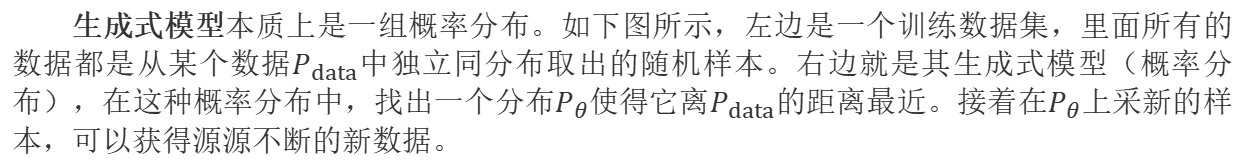 生成式模型本质上是一组概率分布。如下图所示，左边是一个训练数据集，里面所有的
数据都是从某个数据P_data中独立同分布取出的随机样本。右边就是其生成式模型（概率分
布），在这种概率分布中，找出一个分布P_θ使得它离P_data的距离最近。接着在P_θ上采新的样
本，可以获得源源不断的新数据。